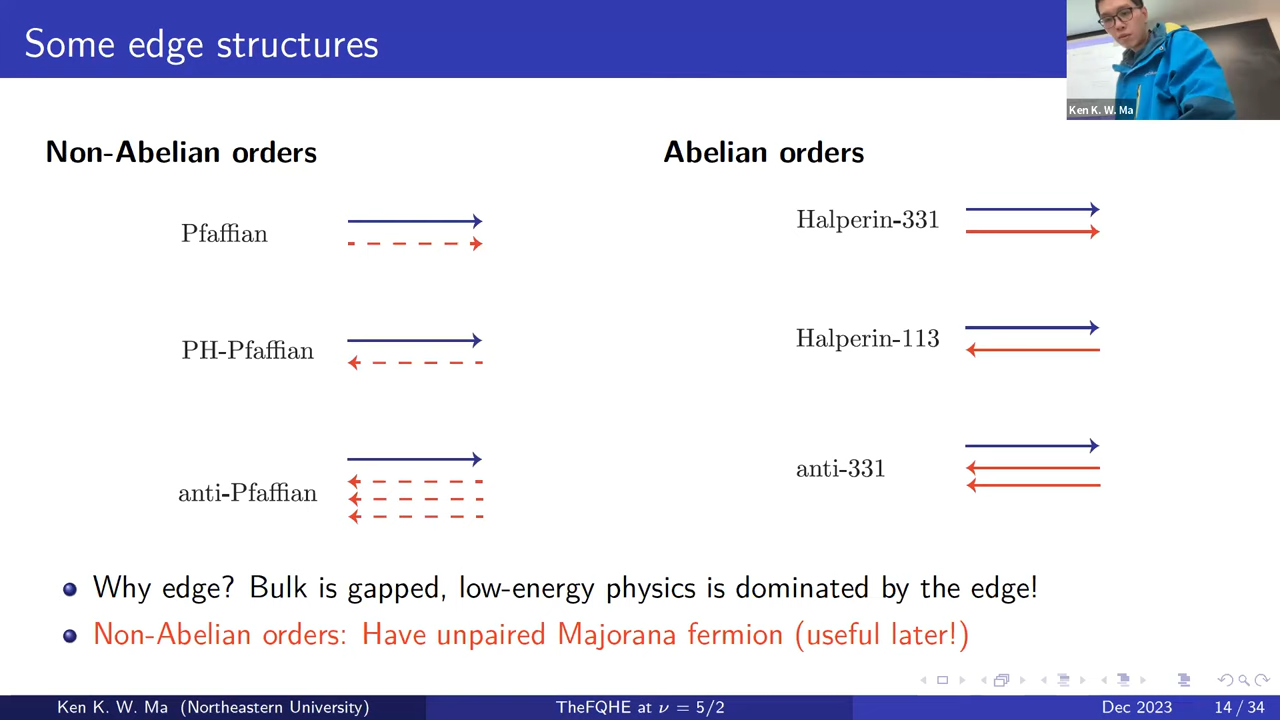 Some edge structures
Ken K. W. Ma
Non-Abelian orders
Pfaffian
PH-Pfaffian
anti-Pfaffian
Abelian orders
Halperin-331
Halperin-113
anti-331
Why edge? Bulk is gapped, low-energy physics is dominated by the edge!
Non-Abelian orders: Have unpaired Majorana fermion (useful later!)
Ken K. W. Ma (Northeastern University)
TheFQHE at ν = 5/2
Dec 2023
14 / 34